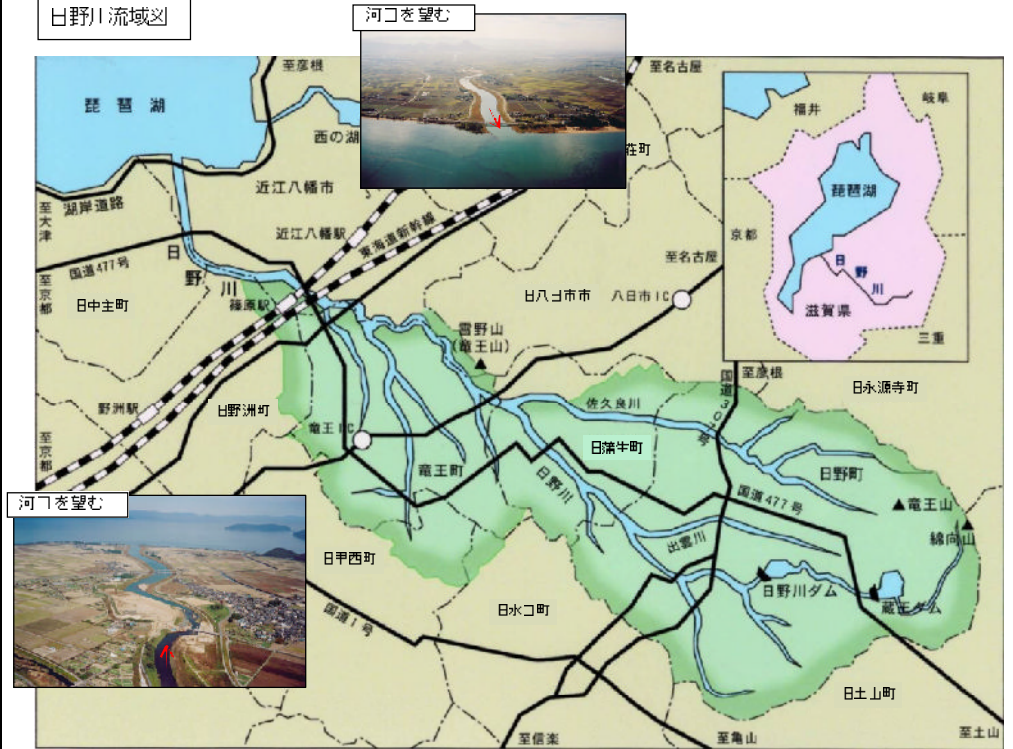 日野川流域図
河口を望む
至彦根
至名古屋
琵琶湖
西の湖
荘町
近江八幡市
至大津
湖岸道路
近江八幡駅
東海道新幹線
国道477号
日野川
至京都
旧中主町
篠原駅
旧八日市市
八日市IC
至名古屋
雪野山
(竜王山)
福井
岐阜
琵琶湖
京都
日野川
滋賀県
三重
国道307号
至彦根
旧永源寺町
野洲駅
旧野洲町
佐久良川
竜王IC
旧蒲生町
至京都
竜王町
日野川
日野町
国道477号
竜王山
綿向山
河口を望む
出雲川
旧甲西町
日野川ダム
蔵王ダム
旧水口町
国道1号
旧土山町
至信楽
至亀山
至土山